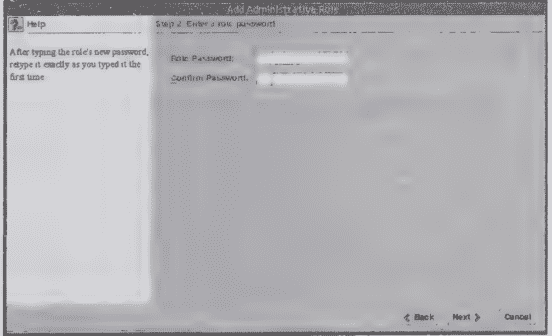 Add Administrative Role
Help
Step 2: Enter a role password
After typing the role's new password,
retype it exactly as you typed it the
first time
Role Password:
Confirm Password:
Back Next Cancel